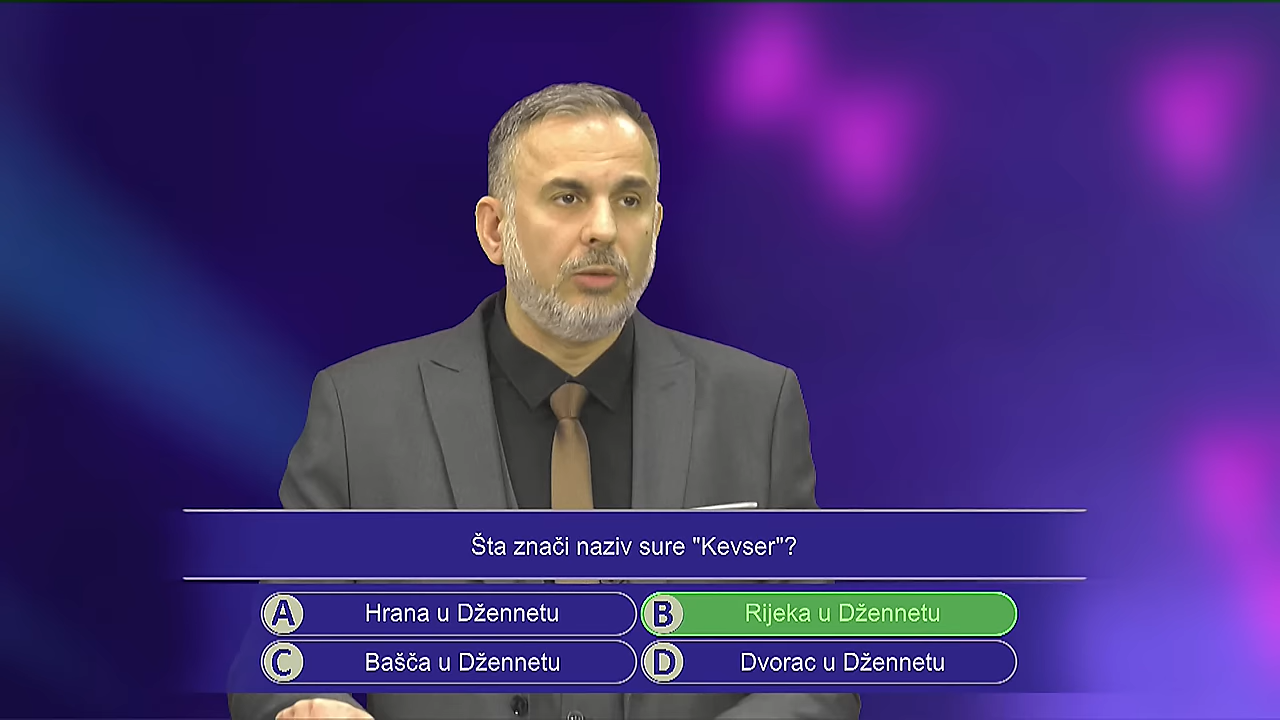 Šta znači naziv sure "Kevser"?
A Hrana u Džennetu
B Rijeka u Džennetu
C Bašča u Džennetu
D Dvorac u Džennetu